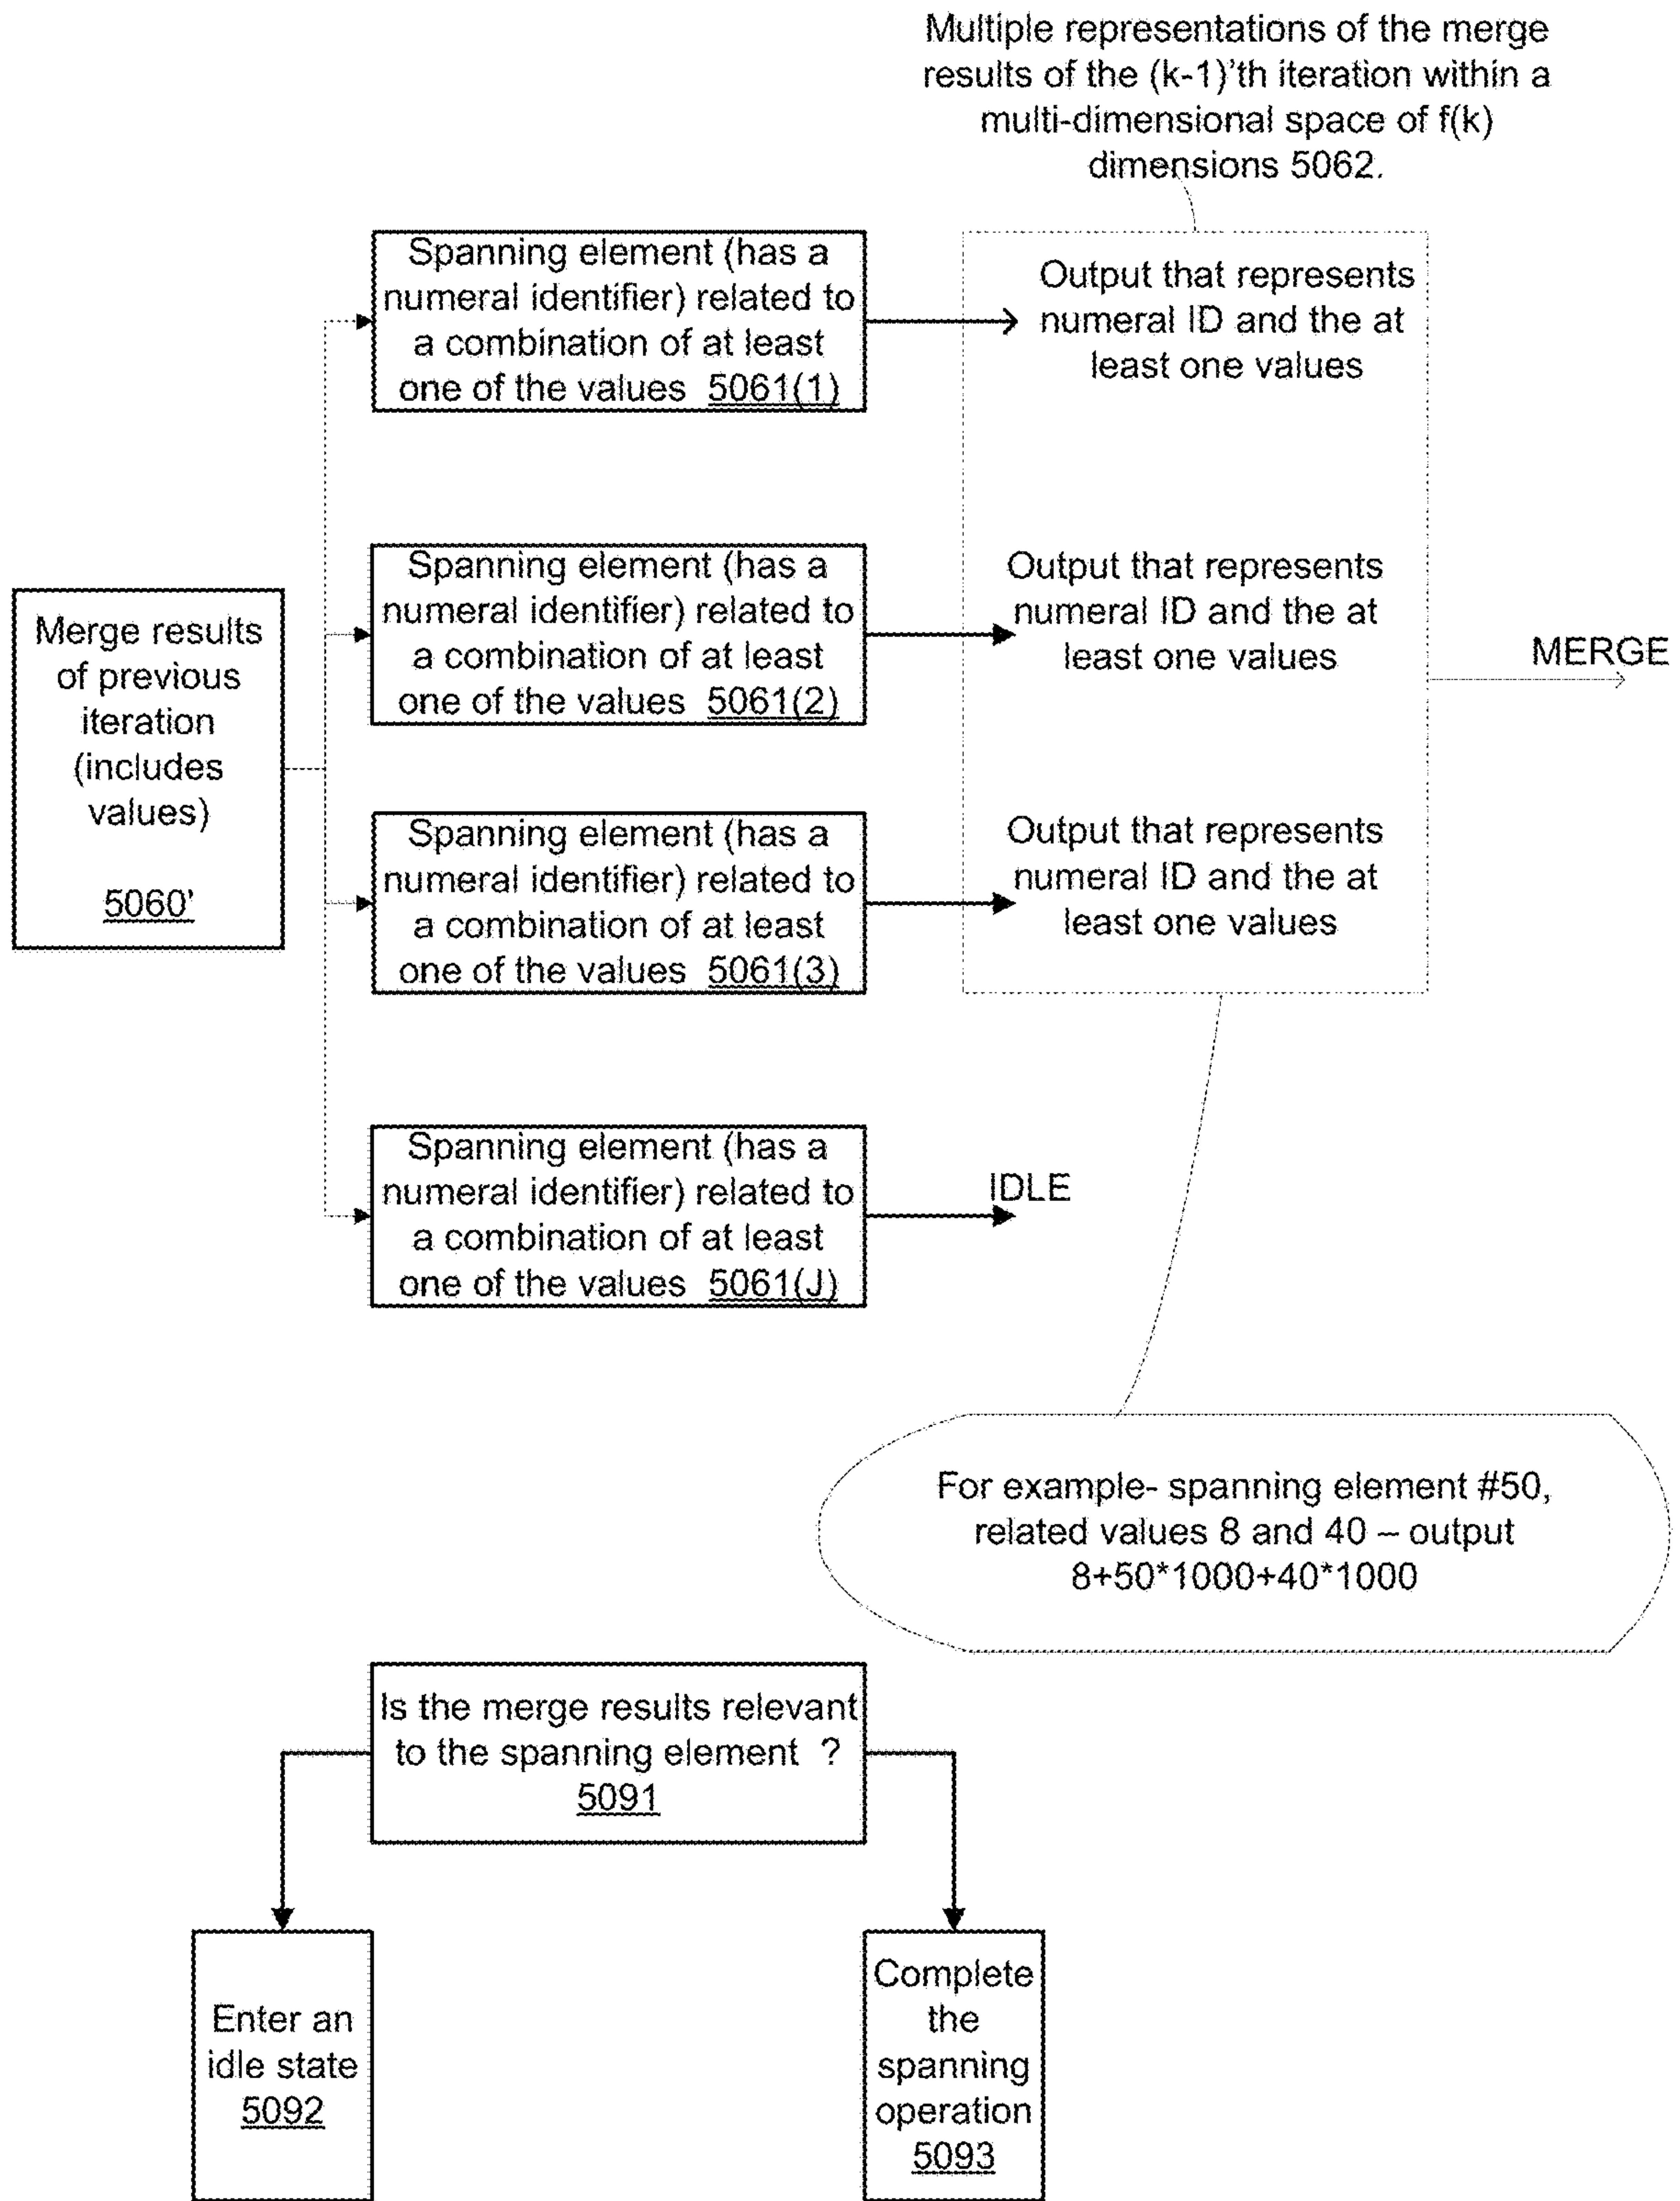 Multiple representations of the merge
results of the (k-1)'th iteration within a
multi-dimensional space of f(k)
dimensions 5062.
Spanning element (has a
numeral identifier) related to
a combination of at least
one of the values 5061(1)
Output that represents
numeral ID and the at
least one values
Merge results
of previous
iteration
(includes
values)
5060'
Spanning element (has a
numeral identifier) related to
a combination of at least
one of the values 5061(2)
Output that represents
numeral ID and the at
least one values
MERGE
Spanning element (has a
numeral identifier) related to
a combination of at least
one of the values 5061(3)
Output that represents
numeral ID and the at
least one values
Spanning element (has a
numeral identifier) related to
a combination of at least
one of the values 5061(J)
IDLE
For example- spanning element #50,
related values 8 and 40 – output
8+50*1000+40*1000
Is the merge results relevant
to the spanning element ?
5091
Enter an
idle state
5092
Complete
the
spanning
operation
5093